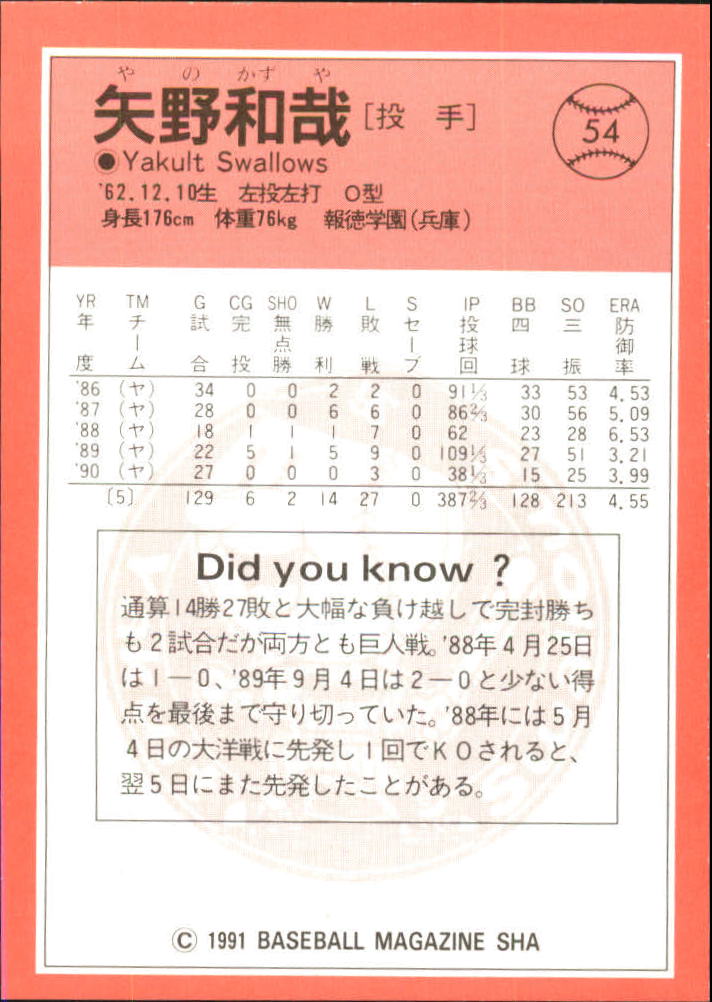 やのかずや
矢野和哉[投手]
54
●Yakult Swallows
'62.12.10生 左投左打 O型
身長176cm 体重76kg 報徳学園(兵庫)
YR TM G CG SHO W L S IP BB SO ERA
年度 チーム 試合 完投 無点勝 勝利 敗戦 セーブ 投球回 四球 三振 防御率
'86 (ヤ) 34 0 0 2 2 0 91⅓ 33 53 4.53
'87 (ヤ) 28 0 0 6 6 0 86⅔ 30 56 5.09
'88 (ヤ) 18 1 1 1 7 0 62 23 28 6.53
'89 (ヤ) 22 5 1 5 9 0 109⅓ 27 51 3.21
'90 (ヤ) 27 0 0 0 3 0 38⅓ 15 25 3.99
〔5〕 129 6 2 14 27 0 387⅔ 128 213 4.55
Did you know ?
通算14勝27敗と大幅な負け越しで完封勝ち
も2試合だが両方とも巨人戦。'88年4月25日
は1―0、'89年9月4日は2―0と少ない得
点を最後まで守り切っていた。'88年には5月
4日の大洋戦に先発し1回でKOされると、
翌5日にまた先発したことがある。
© 1991 BASEBALL MAGAZINE SHA